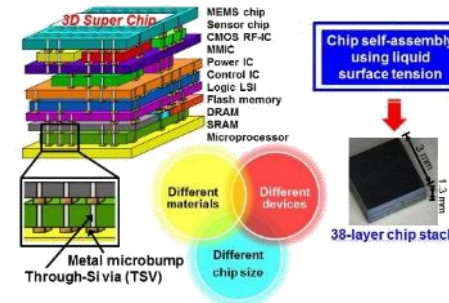 3D Super Chip
MEMS chip
Sensor chip
CMOS RF-IC
MMIC
Power IC
Control IC
Logic LSI
Flash memory
DRAM
SRAM
Microprocessor
Metal microbump
Through-Si via (TSV)
Different
materials
Different
devices
Different
chip size
Chip self-assembly
using liquid
surface tension
3 mm
1.3 mm
38-layer chip stack